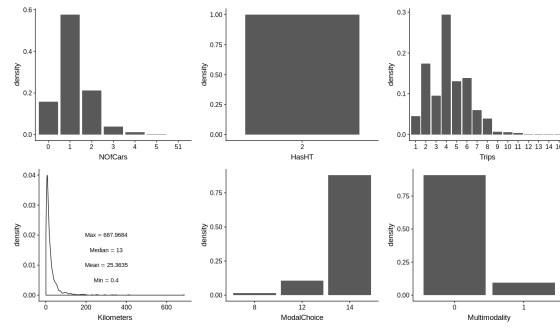 0.6
0.4
0.2
0.0
density
0 1 2 3 4 5 51
NOfCars
1.00
0.75
0.50
0.25
0.00
density
2
HasHT
0.3
0.2
0.1
0.0
density
1 2 3 4 5 6 7 8 9 10 11 12 13 14 15
Trips
0.04
0.03
0.02
0.01
0.00
density
Max = 687.9684
Median = 13
Mean = 25.3635
Min = 0.4
0 200 400 600
Kilometers
0.75
0.50
0.25
0.00
density
8 12 14
ModalChoice
0.75
0.50
0.25
0.00
density
0 1
Multimodality